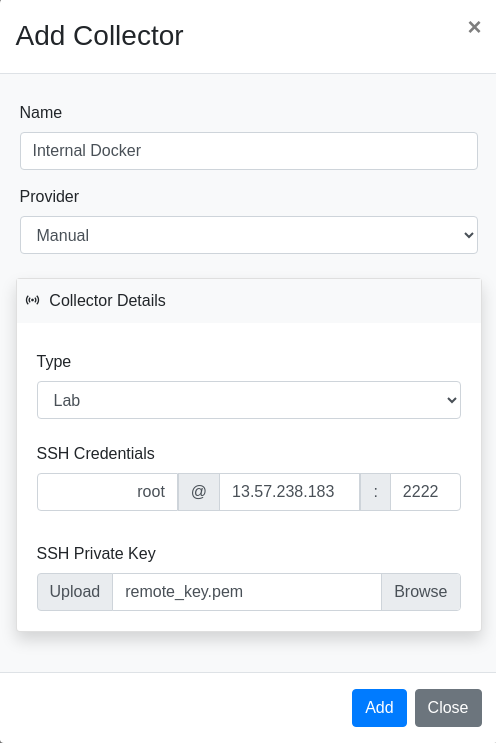 Add Collector
×
Name
Internal Docker
Provider
Manual
Collector Details
Type
Lab
SSH Credentials
root @ 13.57.238.183 : 2222
SSH Private Key
Upload remote_key.pem Browse
Add Close